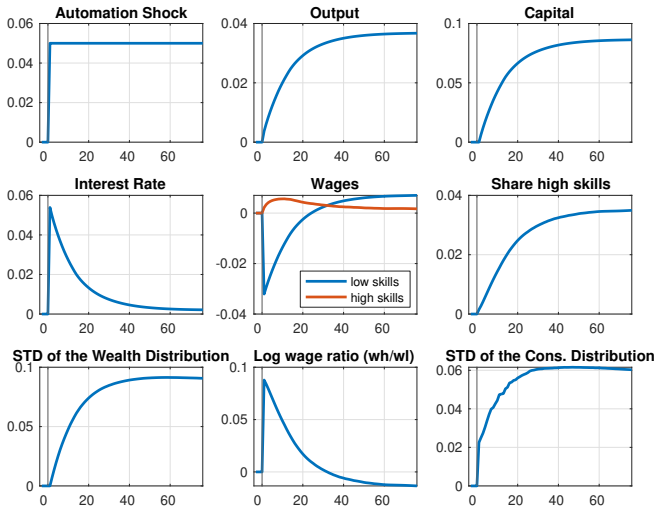 Automation Shock
0.06
0.04
0.02
0
0 20 40 60
Output
0.04
0.02
0
0 20 40 60
Capital
0.1
0.05
0
0 20 40 60
Interest Rate
0.06
0.04
0.02
0
0 20 40 60
Wages
0
-0.02
-0.04
low skills
high skills
0 20 40 60
Share high skills
0.04
0.02
0
0 20 40 60
STD of the Wealth Distribution
0.1
0.05
0
0 20 40 60
Log wage ratio (wh/wl)
0.1
0.05
0
0 20 40 60
STD of the Cons. Distribution
0.06
0.04
0.02
0
0 20 40 60